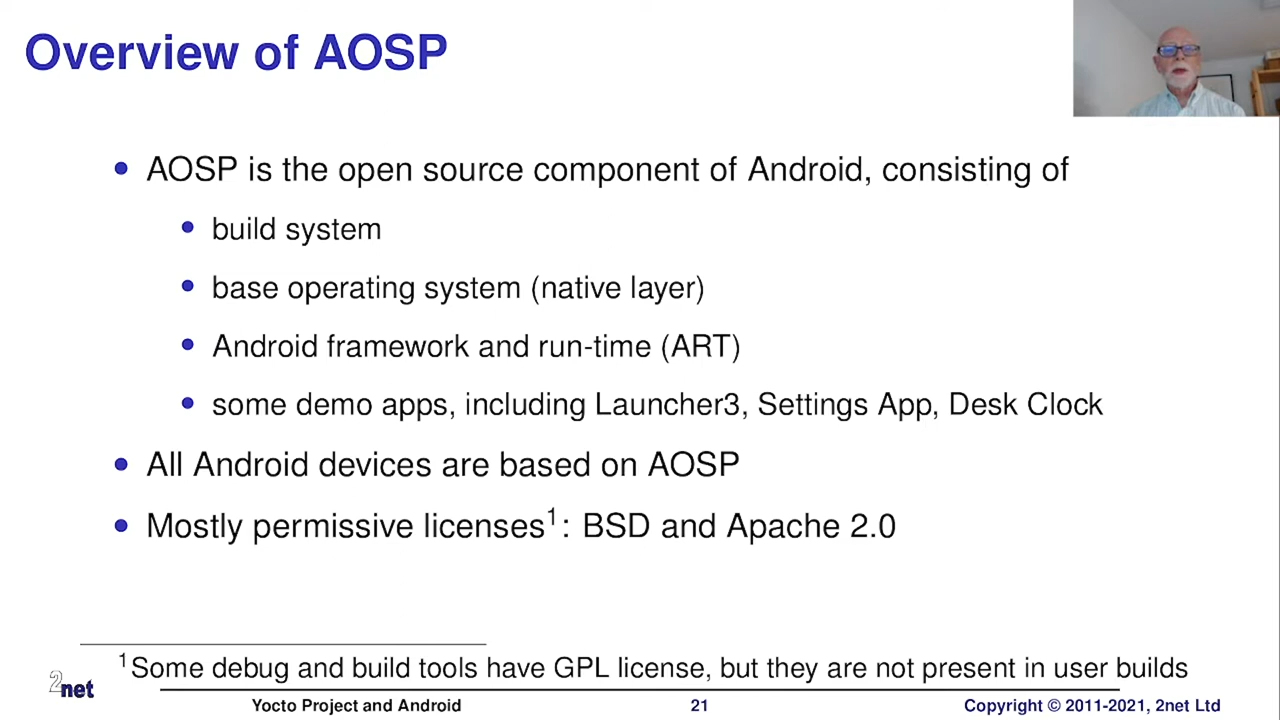 Overview of AOSP
• AOSP is the open source component of Android, consisting of
• build system
• base operating system (native layer)
• Android framework and run-time (ART)
• some demo apps, including Launcher3, Settings App, Desk Clock
• All Android devices are based on AOSP
• Mostly permissive licenses¹: BSD and Apache 2.0
¹Some debug and build tools have GPL license, but they are not present in user builds
2net
Yocto Project and Android 21 Copyright © 2011-2021, 2net Ltd